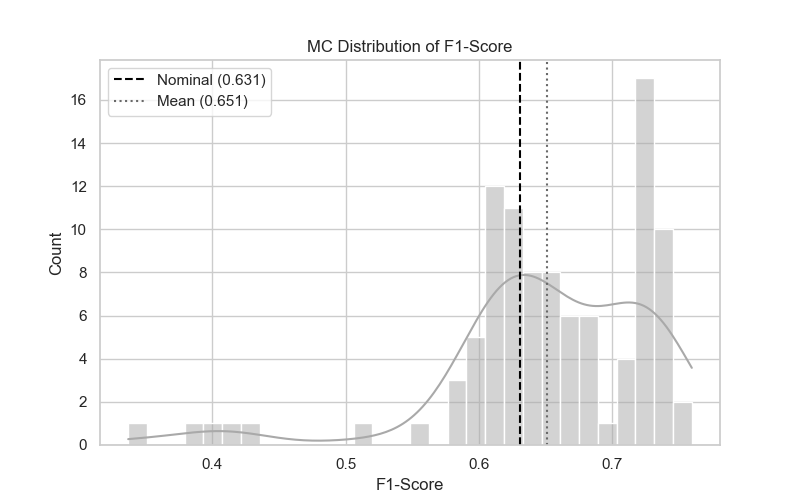 MC Distribution of F1-Score
Nominal (0.631)
Mean (0.651)
Count
16
14
12
10
8
6
4
2
0
0.4 0.5 0.6 0.7
F1-Score